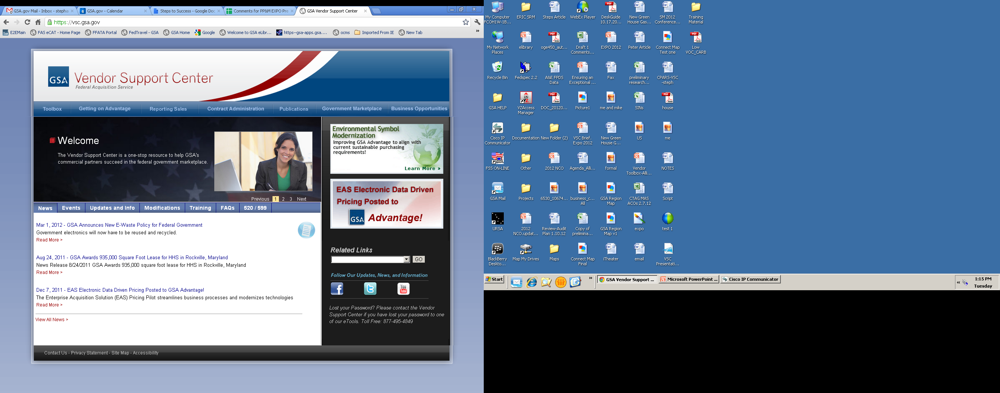 GSA.gov Mail - Inbox - stepha
GSA.gov - Calendar
Steps to Success - Google Doc
Comments for PP&M EXPO Pre
GSA Vendor Support Center
https://vsc.gsa.gov
E2EMain
FAS eCAT - Home Page
FFATA Portal
FedTravel - GSA
GSA Home
Google
Welcome to GSA eLibr...
https--gsa-apps.gsa....
ocms
Imported From IE
New Tab
GSA
Vendor Support Center
Federal Acquisition Service
Toolbox
Getting on Advantage
Reporting Sales
Contract Administration
Publications
Government Marketplace
Business Opportunities
Welcome
The Vendor Support Center is a one-stop resource to help GSA's
commercial partners succeed in the federal government marketplace.
Previous 1 2 3 Next
News
Events
Updates and Info
Modifications
Training
FAQs
520 / 599
Mar 1, 2012 - GSA Announces New E-Waste Policy for Federal Government
Government electronics will now have to be reused and recycled.
Read More >
Aug 24, 2011 - GSA Awards 935,000 Square Foot Lease for HHS in Rockville, Maryland
News Release 8/24/2011 GSA Awards 935,000 square foot lease for HHS in Rockville, Maryland
Read More >
Dec 7, 2011 - EAS Electronic Data Driven Pricing Posted to GSA Advantage!
The Enterprise Acquisition Solution (EAS) Pricing Pilot streamlines business processes and modernizes technologies
Read More >
View All News >
Environmental Symbol
Modernization
Improving GSA Advantage to align with
current sustainable purchasing
requirements!
Learn More »
EAS Electronic Data Driven
Pricing Posted to
GSA Advantage!
Related Links
GO
Follow Our Updates, News, and Information
You
Tube
Lost your Password? Please contact the Vendor
Support Center if you have lost your password to one
of our eTools. Toll Free: 877-495-4849
Contact Us - Privacy Statement - Site Map - Accessibility
My Computer
FCOH1W-1B...
ERIC SRM
Steps Article
WebEx Player
DeskGuide
10.17.20...
New Green
House Gas...
SM 2012
Conference...
Training
Material
My Network
Places
elibrary
oge450_aut...
Draft 1
Comments...
EXPO 2012
Peter Article
Connect Map
Test one
Low
VOC_CARB
Recycle Bin
Fedspec 2.2
A&E FPDS
Data
Ensuring an
Exceptional ...
Fax
preliminary
research...
CPARS-VSC
-steph
GSA HELP
VZAccess
Manager
DOC_20120...
Picture1
me and mike
SINs
house
Cisco IP
Communicator
Documentation
New Folder (2)
VSC Brief.
Expo 2012
New Green
House G...
US
me
FSS ON-LINE
Other
2012 NCO
Agenda_Alli...
formal
Vendor
Toolbox-Alli...
NOTES
GSA Mail
Projects
6530_10674...
business_c...
All
GSA Region
Map
CTAG MAS
ACOs 2.7.12
Script
URSA
2012
NCO.updat...
Review-Audit
Plan 1.10.12
Copy of
prelimina...
GSA Region
Map v1
expo
test 1
BlackBerry
Deskto...
Map My Drives
Maps
Connect Map
Final
iTheater
email
VSC
Presentati...
Start
GSA Vendor Support ...
Microsoft PowerPoint ...
Cisco IP Communicator
1:15 PM
Tuesday